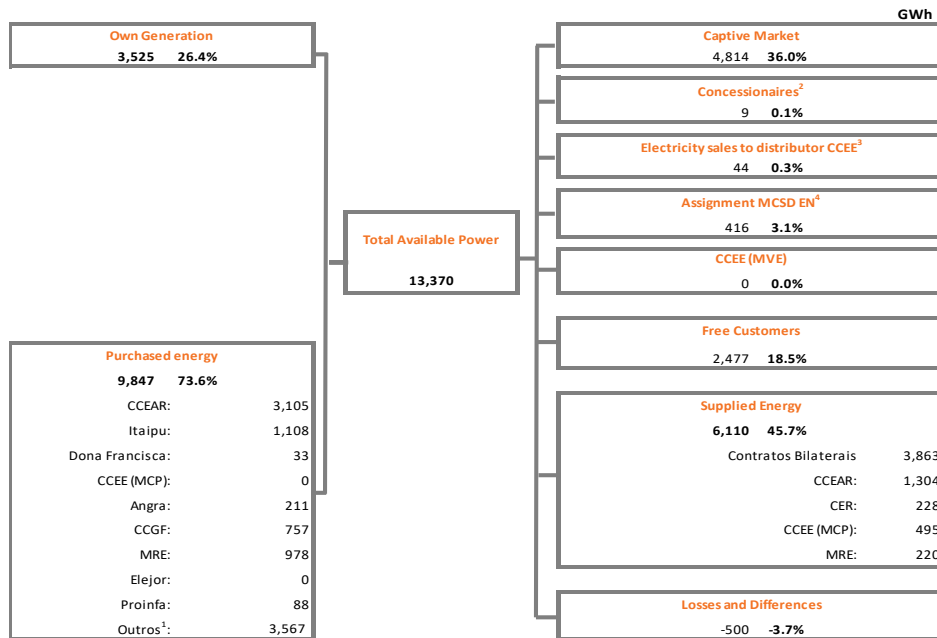 GWh
Own Generation
3,525 26.4%
Purchased energy
9,847 73.6%
CCEAR: 3,105
Itaipu: 1,108
Dona Francisca: 33
CCEE (MCP): 0
Angra: 211
CCGF: 757
MRE: 978
Elejor: 0
Proinfa: 88
Outros¹: 3,567
Total Available Power
13,370
Captive Market
4,814 36.0%
Concessionaires²
9 0.1%
Electricity sales to distributor CCEE³
44 0.3%
Assignment MCSD EN⁴
416 3.1%
CCEE (MVE)
0 0.0%
Free Customers
2,477 18.5%
Supplied Energy
6,110 45.7%
Contratos Bilaterais 3,863
CCEAR: 1,304
CER: 228
CCEE (MCP): 495
MRE: 220
Losses and Differences
-500 -3.7%